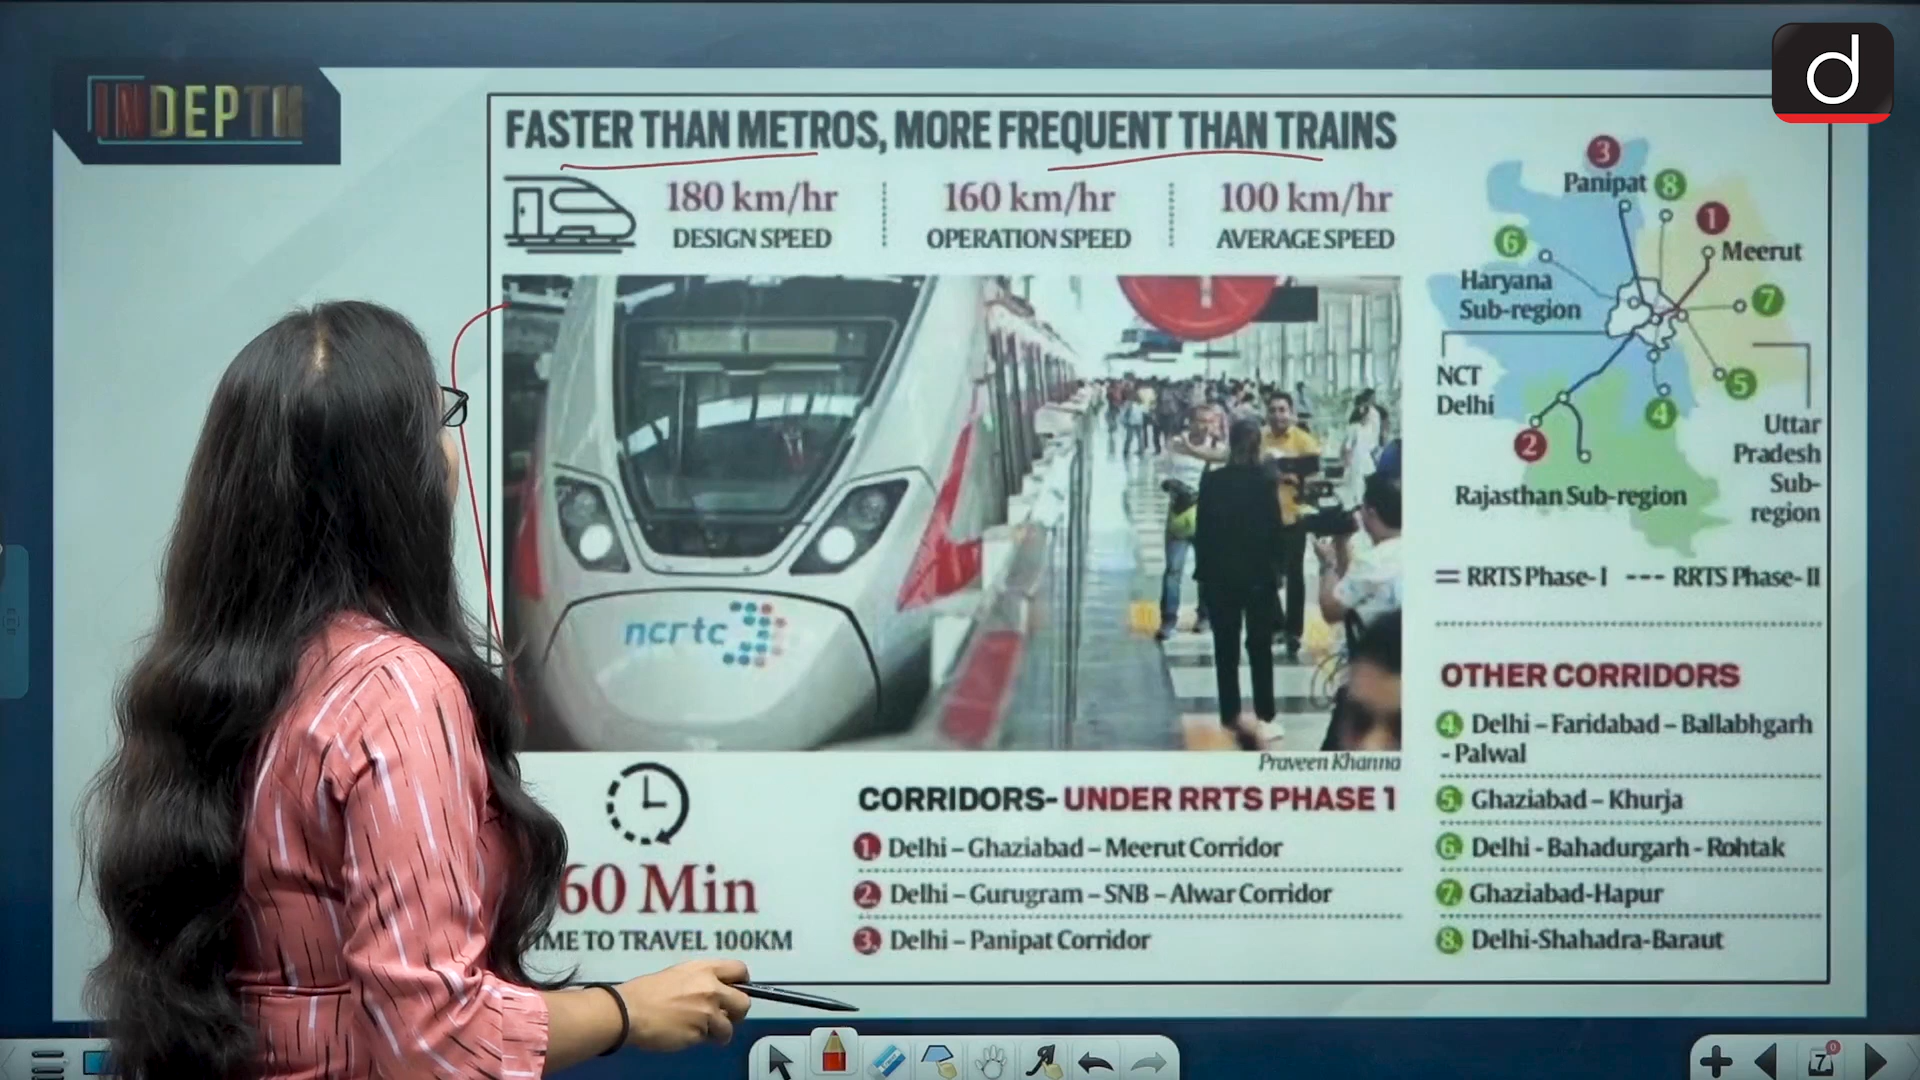 INDEPTH
d
FASTER THAN METROS, MORE FREQUENT THAN TRAINS
180 km/hr
DESIGN SPEED
160 km/hr
OPERATION SPEED
100 km/hr
AVERAGE SPEED
ncrtc
Praveen Khanna
60 Min
TIME TO TRAVEL 100KM
CORRIDORS- UNDER RRTS PHASE 1
1. Delhi – Ghaziabad – Meerut Corridor
2. Delhi – Gurugram – SNB – Alwar Corridor
3. Delhi – Panipat Corridor
3
Panipat
8
1
Meerut
6
Haryana
Sub-region
7
NCT
Delhi
5
4
2
Uttar
Pradesh
Sub-
region
Rajasthan Sub-region
RRTS Phase-I --- RRTS Phase-II
OTHER CORRIDORS
4. Delhi – Faridabad – Ballabhgarh
- Palwal
5. Ghaziabad – Khurja
6. Delhi - Bahadurgarh - Rohtak
7. Ghaziabad-Hapur
8. Delhi-Shahadra-Baraut
7
0